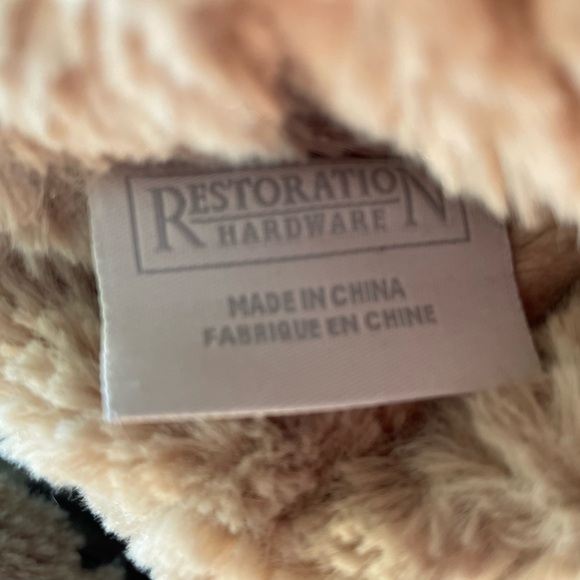 RESTORATION
HARDWARE
MADE IN CHINA
FABRIQUE EN CHINE